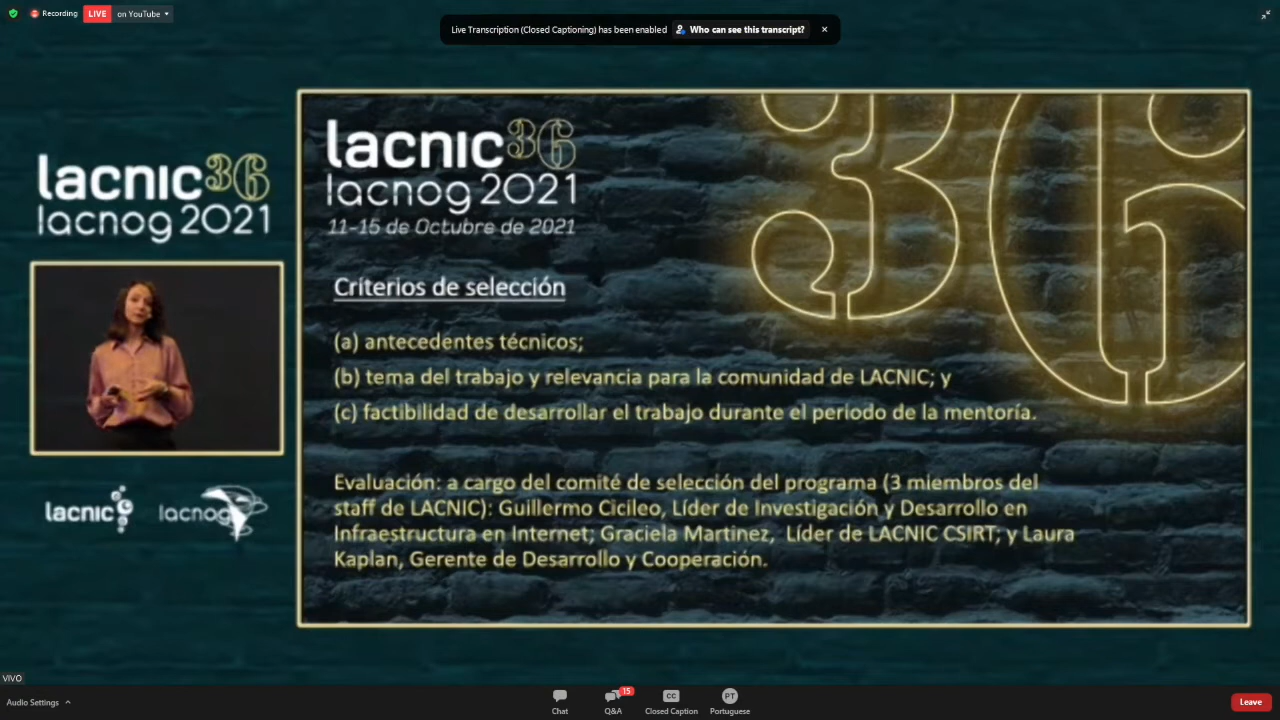 Recording
LIVE
on YouTube
Live Transcription (Closed Captioning) has been enabled
Who can see this transcript?
lacnic36
lacnog 2021
lacnic
lacnog
lacnic36
lacnog 2021
11-15 de Octubre de 2021
36
Criterios de selección
(a) antecedentes técnicos;
(b) tema del trabajo y relevancia para la comunidad de LACNIC; y
(c) factibilidad de desarrollar el trabajo durante el periodo de la mentoría.
Evaluación: a cargo del comité de selección del programa (3 miembros del
staff de LACNIC): Guillermo Cicileo, Líder de Investigación y Desarrollo en
Infraestructura en Internet; Graciela Martinez, Líder de LACNIC CSIRT; y Laura
Kaplan, Gerente de Desarrollo y Cooperación.
VIVO
Audio Settings
Chat
15
Q&A
CC
Closed Caption
PT
Portuguese
Leave